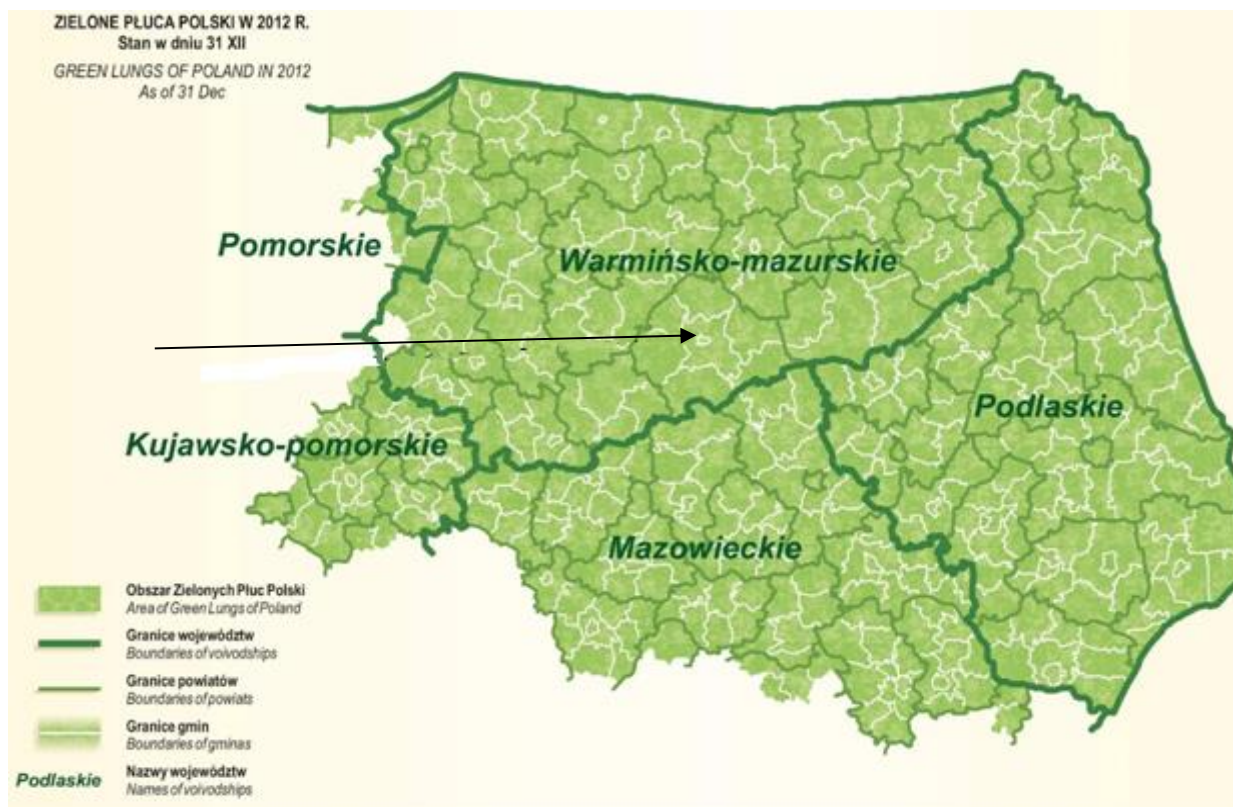 ZIELONE PŁUCA POLSKI W 2012 R.
Stan w dniu 31 XII
GREEN LUNGS OF POLAND IN 2012
As of 31 Dec
Pomorskie
Warmińsko-mazurskie
Podlaskie
Kujawsko-pomorskie
Mazowieckie
Obszar Zielonych Płuc Polski
Area of Green Lungs of Poland
Granice województw
Boundaries of voivodships
Granice powiatów
Boundaries of powiats
Granice gmin
Boundaries of gminas
Podlaskie
Nazwy województw
Names of voivodships